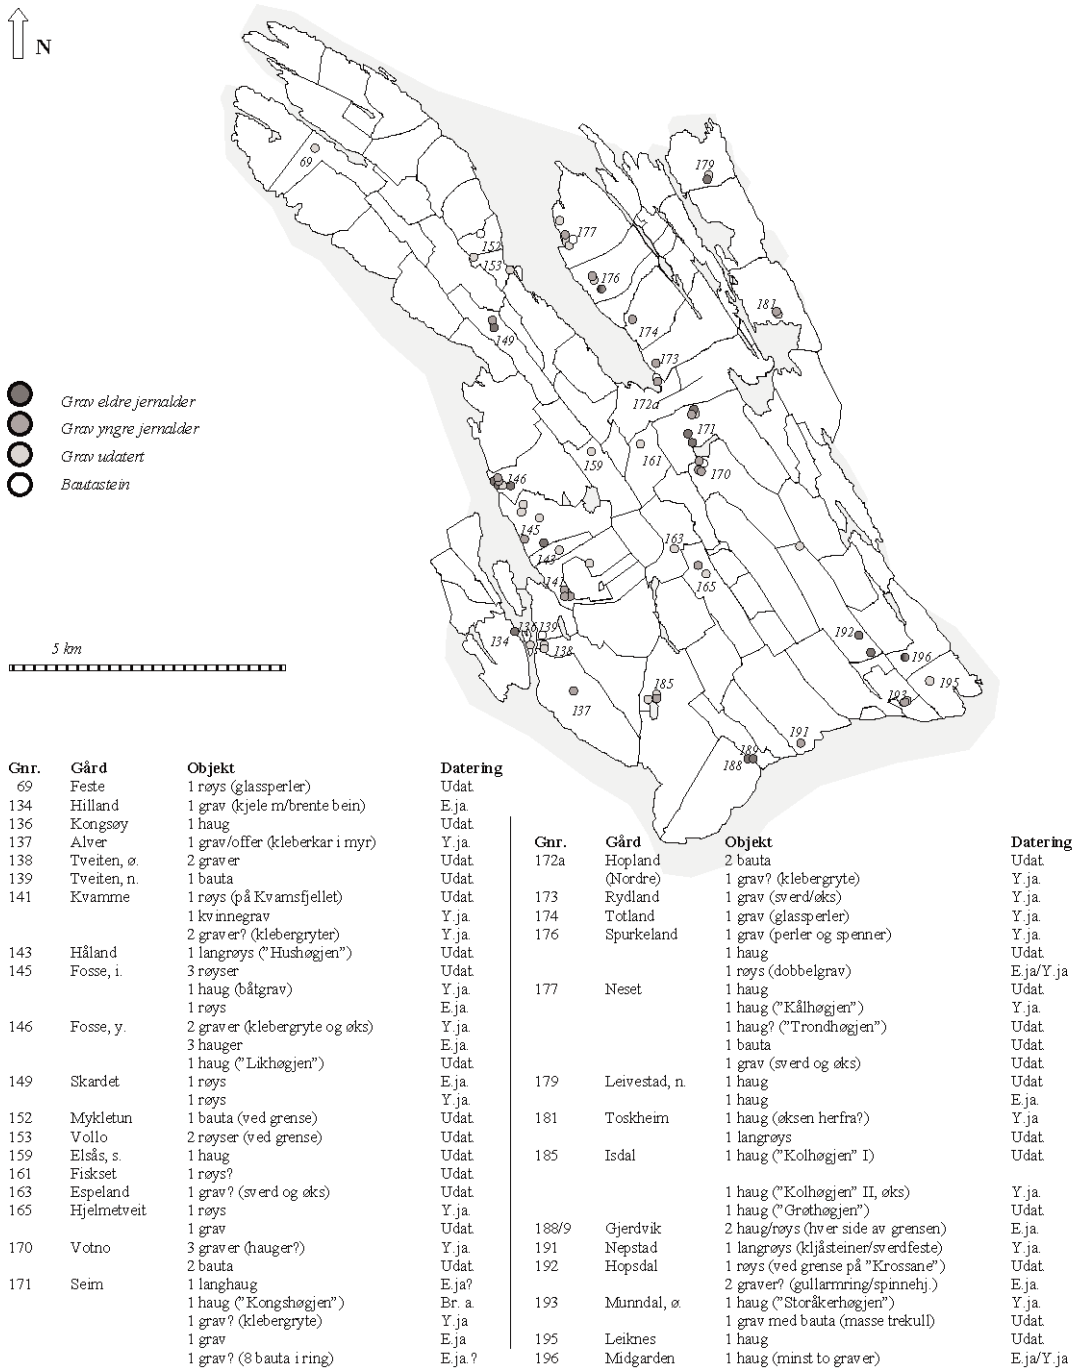 N
69
179
177
152
153
176
181
149
174
173
172a
171
159
161
170
146
145
143
163
141
165
134
136
139
138
192
196
195
193
185
137
191
189
188
Grav eldre jernalder
Grav yngre jernalder
Grav udatert
Bautastein
5 km
Gnr. Gård Objekt Datering
69 Feste 1 røys (glassperler) Udat.
134 Hilland 1 grav (kjele m/brente bein) E.ja.
136 Kongsøy 1 haug Udat.
137 Alver 1 grav/offer (kleberkar i myr) Y.ja.
138 Tveiten, ø. 2 graver Udat.
139 Tveiten, n. 1 bauta Udat.
141 Kvamme 1 røys (på Kvamsfjellet) Udat.
1 kvinnegrav Y.ja.
2 graver? (klebergryter) Y.ja.
143 Håland 1 langrøys ("Hushøgjen") Udat.
145 Fosse, i. 3 røyser Udat.
1 haug (båtgrav) Y.ja.
1 røys E.ja.
146 Fosse, y. 2 graver (klebergryte og øks) Y.ja.
3 hauger E.ja.
1 haug ("Likhøgjen") Udat.
149 Skardet 1 røys E.ja.
1 røys Y.ja.
152 Mykletun 1 bauta (ved grense) Udat.
153 Vollo 2 røyser (ved grense) Udat.
159 Elsås, s. 1 haug Udat.
161 Fiskset 1 røys? Udat.
163 Espeland 1 grav? (sverd og øks) Udat.
165 Hjelmetveit 1 røys Y.ja.
1 grav Udat.
170 Votno 3 graver (hauger?) Y.ja.
2 bauta Udat.
171 Seim 1 langhaug E.ja?
1 haug ("Kongshøgjen") Br. a.
1 grav? (klebergryte) Y.ja
1 grav E.ja
1 grav? (8 bauta i ring) E.ja.?
Gnr. Gård Objekt Datering
172a Hopland 2 bauta Udat.
(Nordre) 1 grav? (klebergryte) Y.ja.
173 Rydland 1 grav (sverd/øks) Y.ja.
174 Totland 1 grav (glassperler) Y.ja.
176 Spurkeland 1 grav (perler og spenner) Y.ja.
1 haug Udat.
1 røys (dobbelgrav) E.ja/Y.ja
177 Neset 1 haug Udat.
1 haug ("Kålhøgjen") Y.ja.
1 haug? ("Trondhøgjen") Udat.
1 bauta Udat.
1 grav (sverd og øks) Udat.
179 Leivestad, n. 1 haug Udat.
1 haug E.ja.
181 Toskheim 1 haug (øksen herfra?) Y.ja
1 langrøys Udat.
185 Isdal 1 haug ("Kolhøgjen" I) Udat.
1 haug ("Kolhøgjen" II, øks) Y.ja.
1 haug ("Grøthøgjen") Udat.
188/9 Gjerdvik 2 haug/røys (hver side av grensen) E.ja.
191 Nepstad 1 langrøys (kljåsteiner/sverdfeste) Y.ja.
192 Hopsdal 1 røys (ved grense på "Krossane") Udat.
2 graver? (gullarmring/spinnehj.) E.ja.
193 Munndal, ø. 1 haug ("Storåkerhøgjen") Y.ja.
1 grav med bauta (masse trekull) Udat.
195 Leiknes 1 haug Udat.
196 Midgarden 1 haug (minst to graver) E.ja/Y.ja